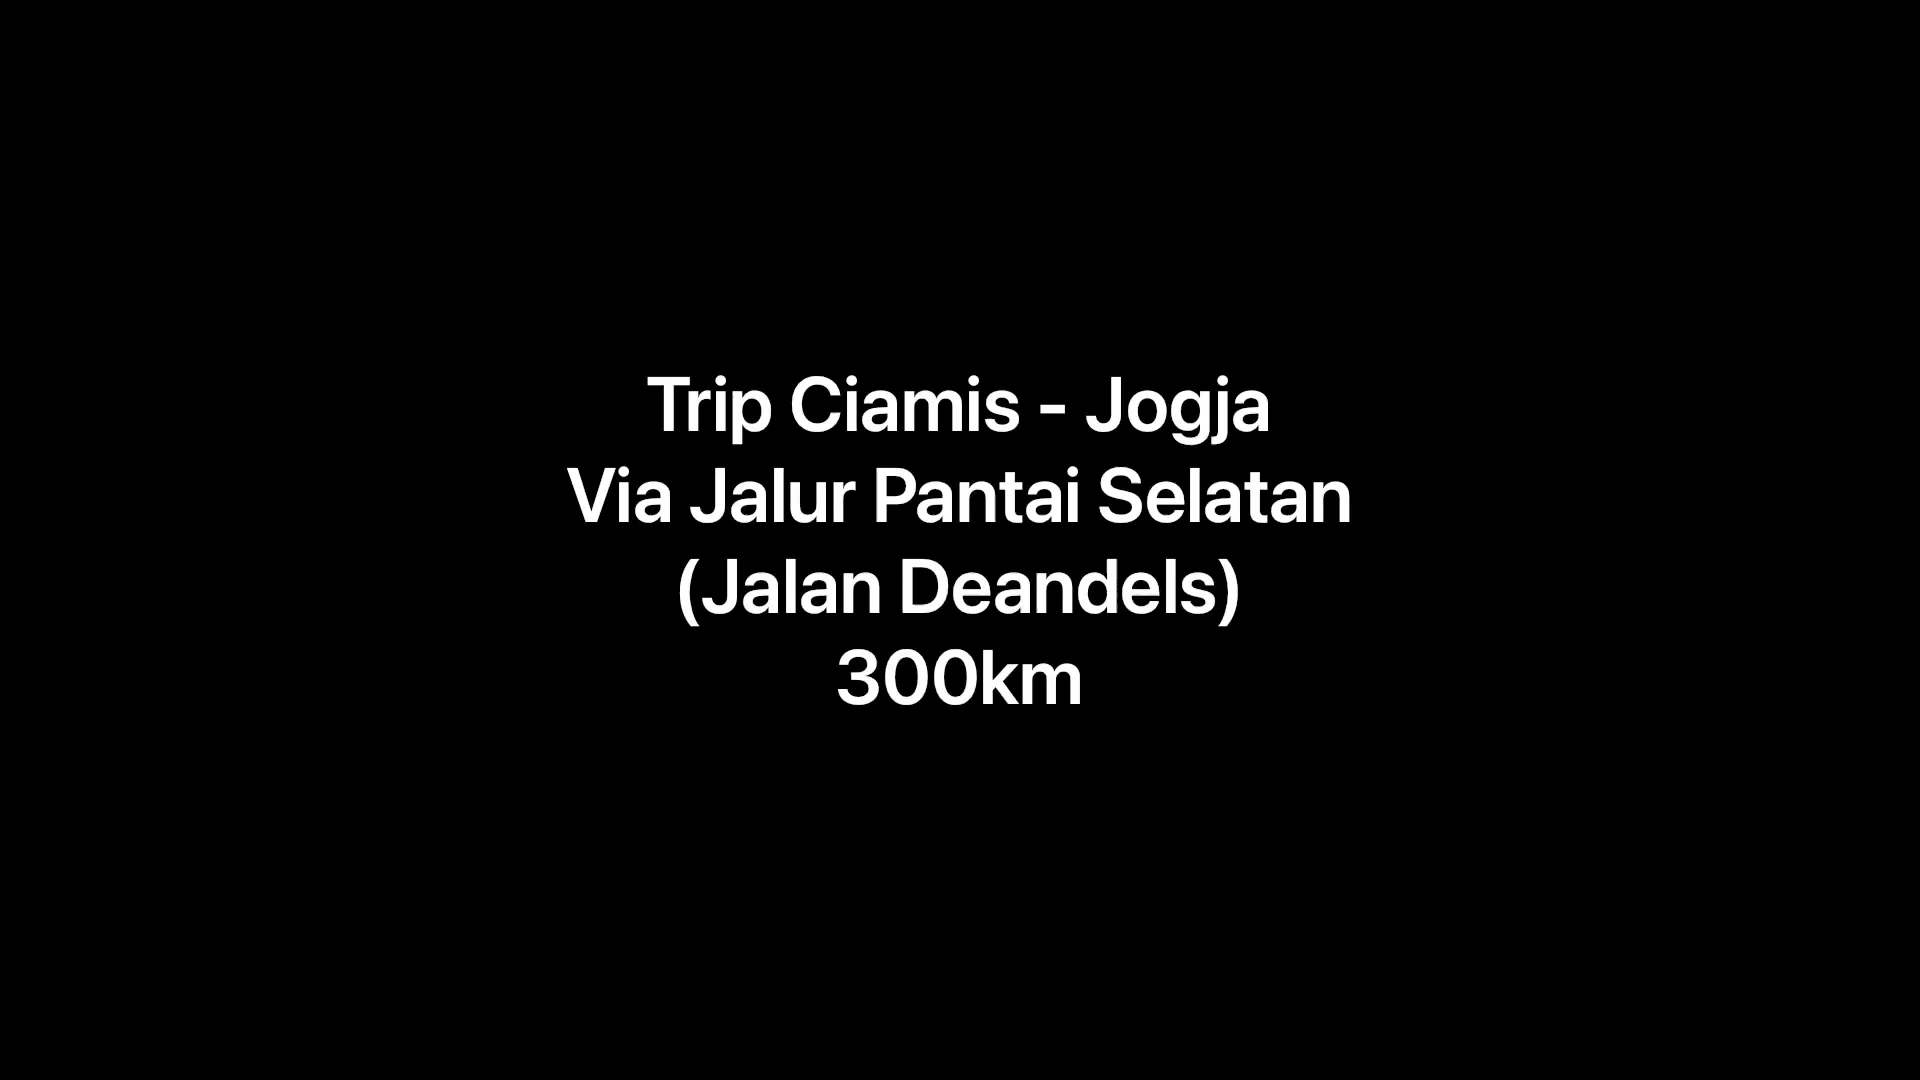 Trip Ciamis - Jogja
Via Jalur Pantai Selatan
(Jalan Deandels)
300km